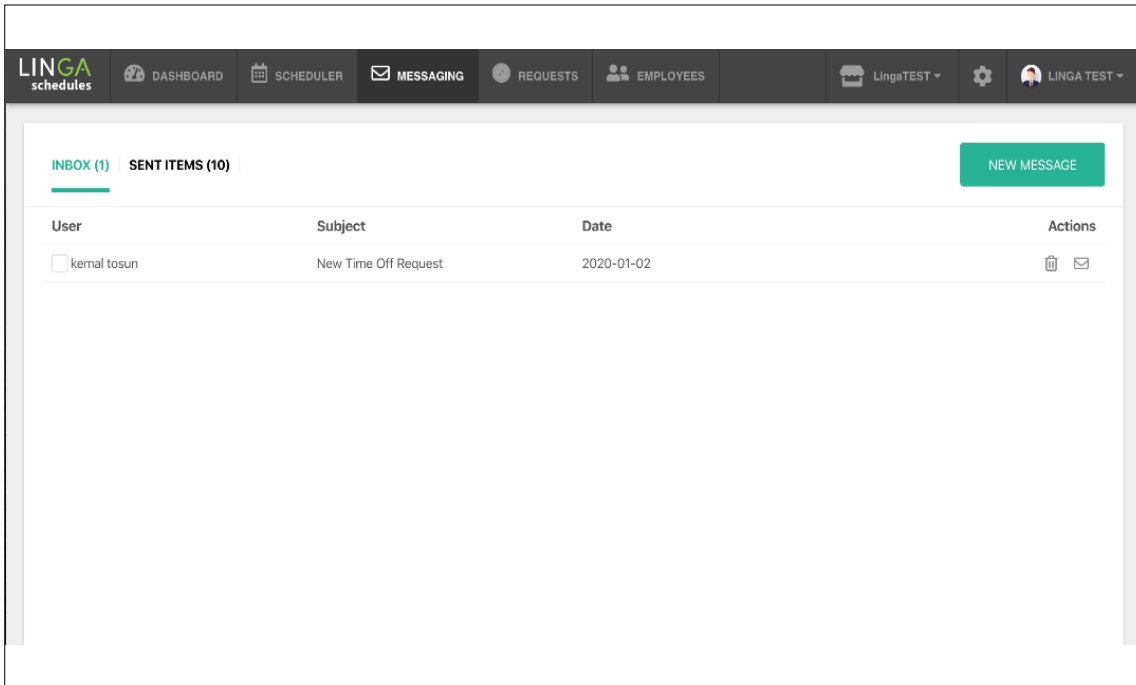 LINGA
schedules
DASHBOARD
SCHEDULER
MESSAGING
REQUESTS
EMPLOYEES
LingaTEST
LINGA TEST
INBOX (1)
SENT ITEMS (10)
NEW MESSAGE
User Subject Date Actions
kemal tosun New Time Off Request 2020-01-02